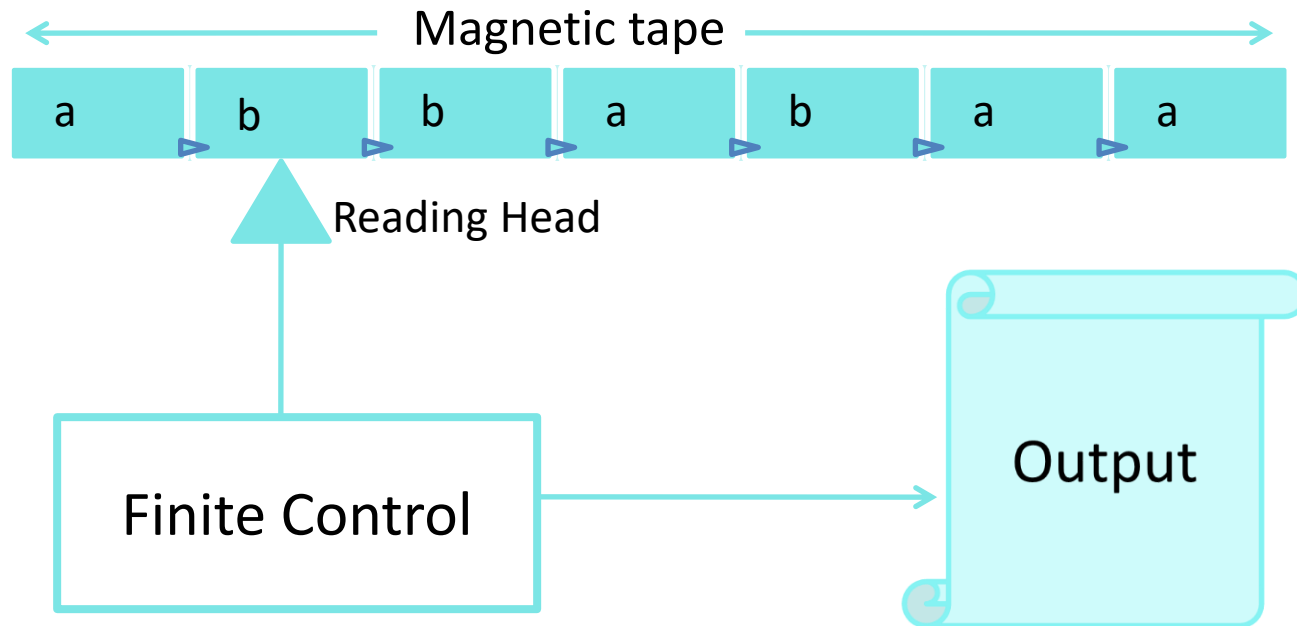 Magnetic tape
a b b a b a a
Reading Head
Finite Control
Output